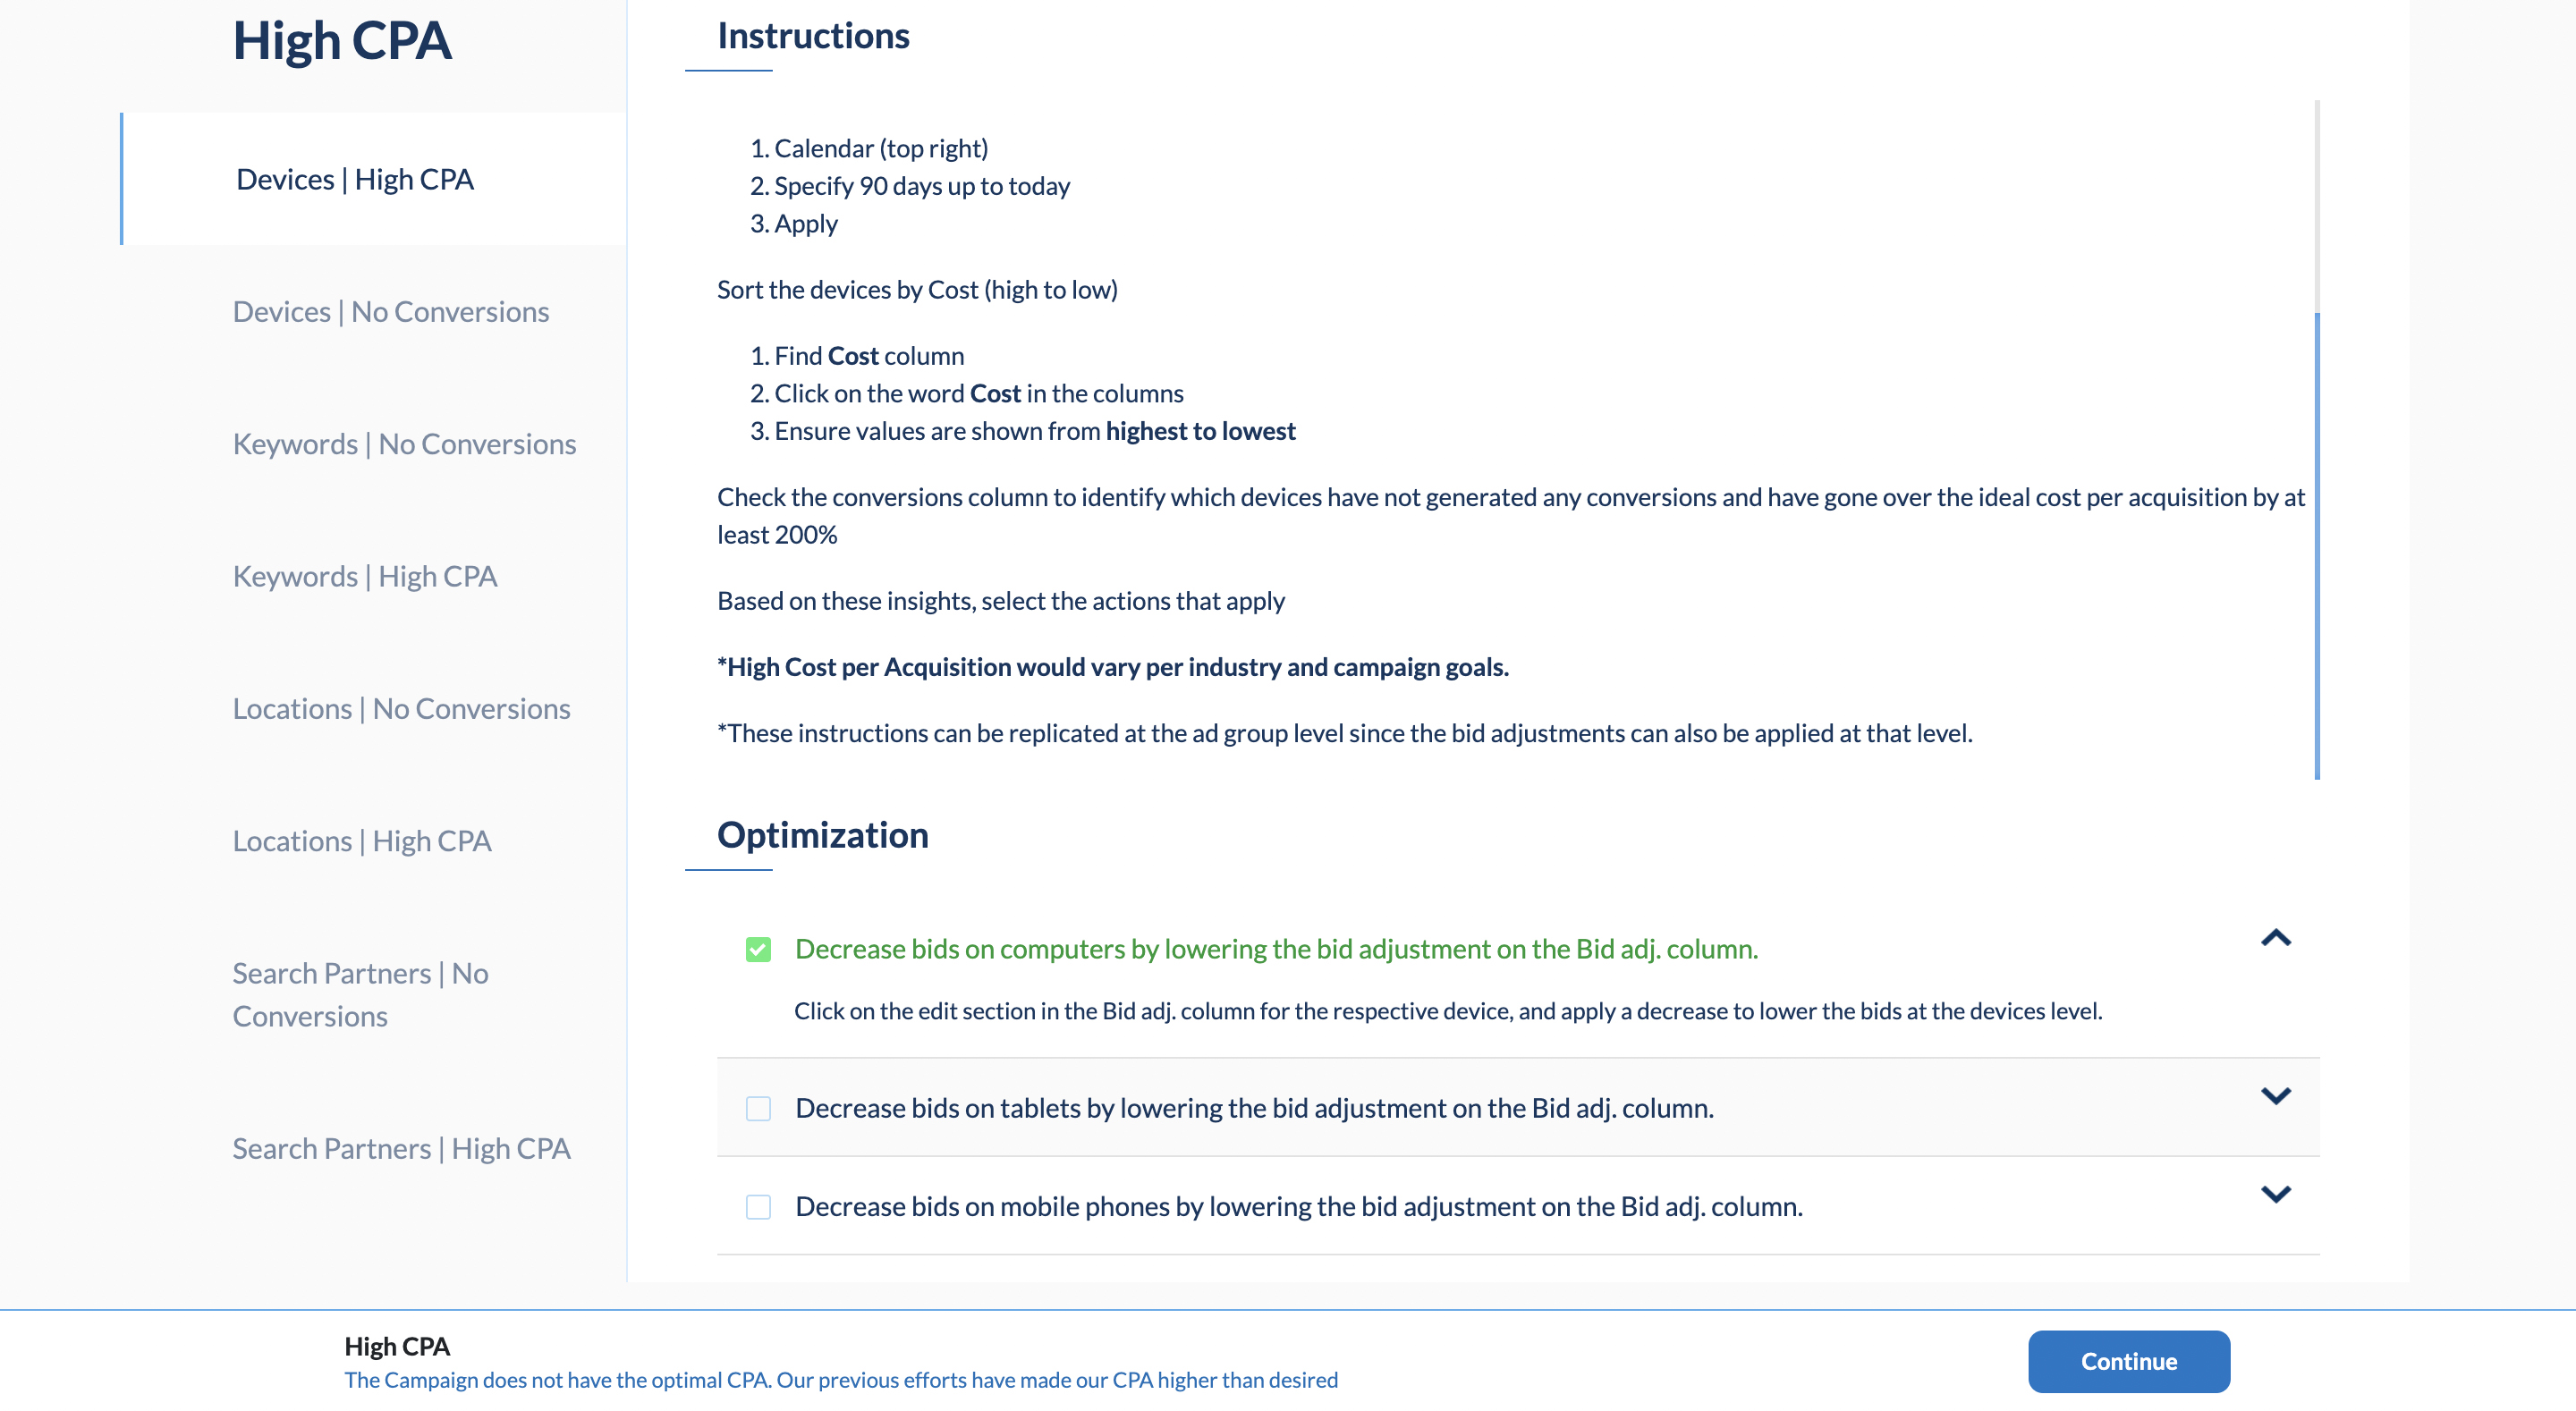 High CPA
Devices | High CPA
Devices | No Conversions
Keywords | No Conversions
Keywords | High CPA
Locations | No Conversions
Locations | High CPA
Search Partners | No
Conversions
Search Partners | High CPA
Instructions
1. Calendar (top right)
2. Specify 90 days up to today
3. Apply
Sort the devices by Cost (high to low)
1. Find Cost column
2. Click on the word Cost in the columns
3. Ensure values are shown from highest to lowest
Check the conversions column to identify which devices have not generated any conversions and have gone over the ideal cost per acquisition by at
least 200%
Based on these insights, select the actions that apply
*High Cost per Acquisition would vary per industry and campaign goals.
*These instructions can be replicated at the ad group level since the bid adjustments can also be applied at that level.
Optimization
Decrease bids on computers by lowering the bid adjustment on the Bid adj. column.
Click on the edit section in the Bid adj. column for the respective device, and apply a decrease to lower the bids at the devices level.
Decrease bids on tablets by lowering the bid adjustment on the Bid adj. column.
Decrease bids on mobile phones by lowering the bid adjustment on the Bid adj. column.
High CPA
The Campaign does not have the optimal CPA. Our previous efforts have made our CPA higher than desired
Continue